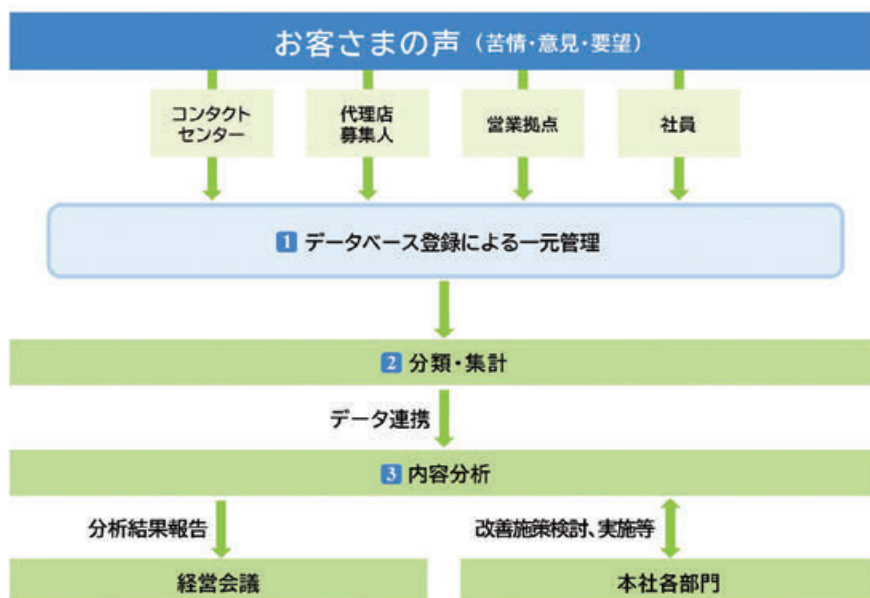 お客さまの声（苦情・意見・要望）
コンタクト
センター
代理店
募集人
営業拠点
社員
1 データベース登録による一元管理
2 分類・集計
データ連携
3 内容分析
分析結果報告
改善施策検討、実施等
経営会議
本社各部門